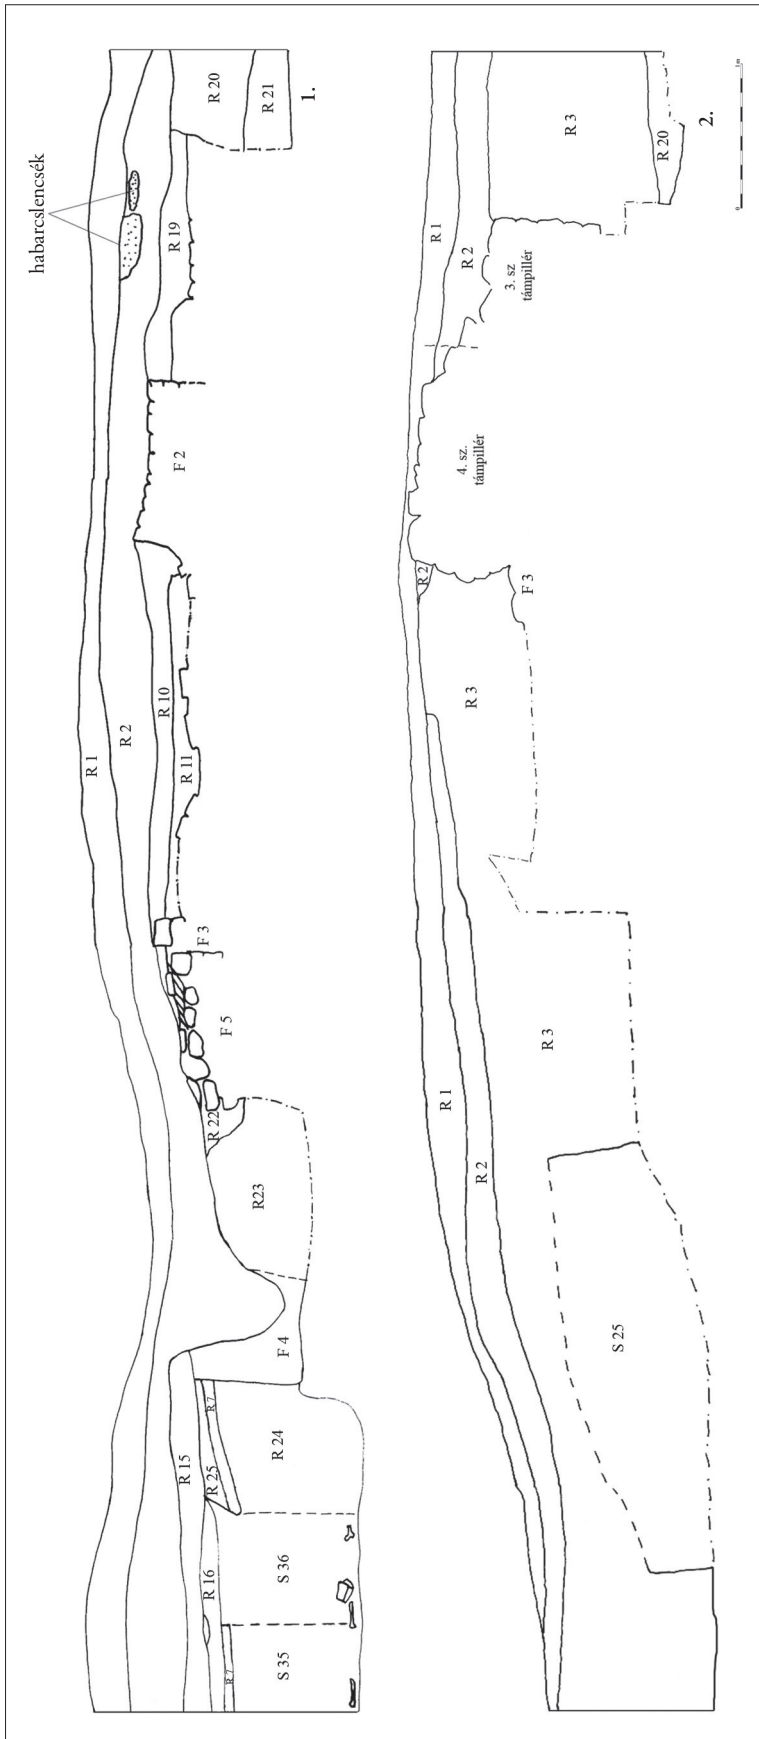 habarcslencsék
R 1
R 2
R 20
R 21
1.
R 19
F 2
R 10
R 11
F 3
F 5
R 22
R23
F 4
R 15
R 7
R 25
R 24
R 16
S 36
R 7
S 35
0
1m
R 1
R 2
R 3
R 20
2.
3. sz
támpillér
4. sz.
támpillér
R 2
F 3
R 3
R 1
R 2
R 3
S 25